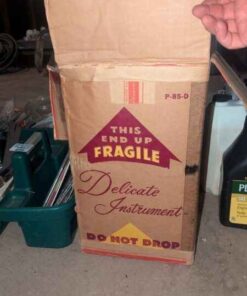 P-85-D
THIS
END UP
FRAGILE
Delicate
Instrument
DO NOT DROP